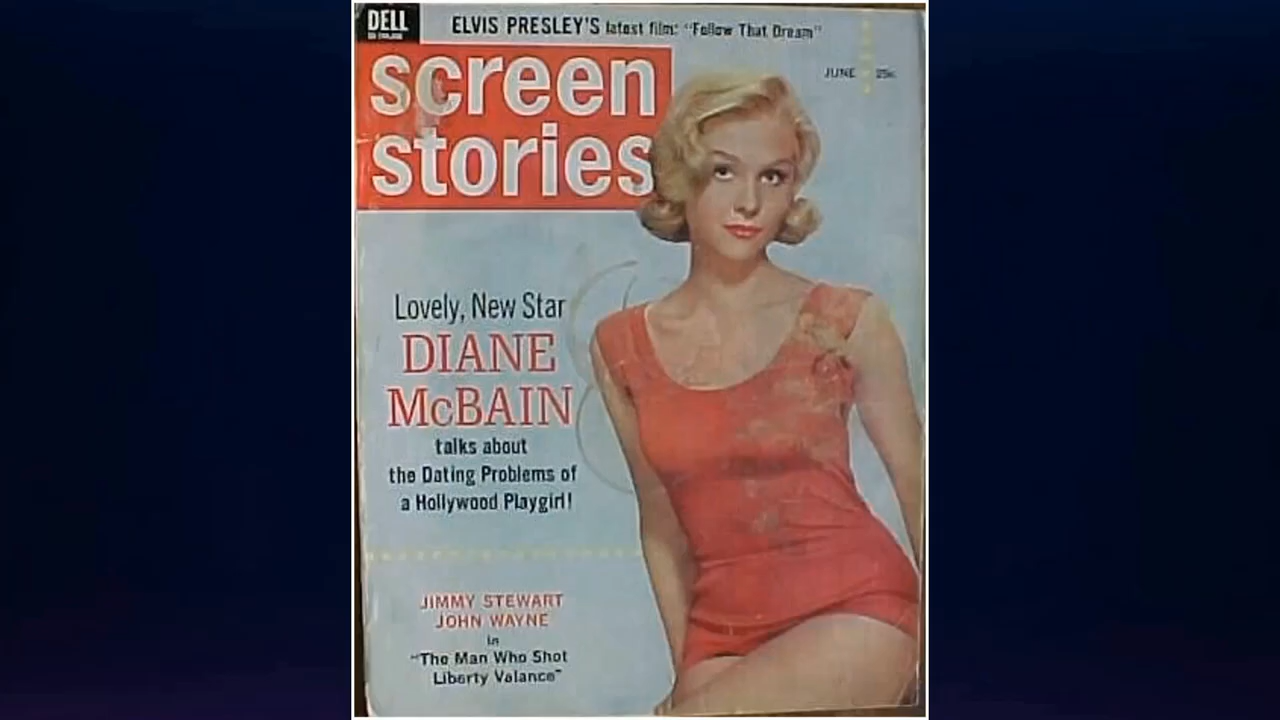 DELL
ELVIS PRESLEY'S latest film: "Follow That Dream"
JUNE 25c
screen
stories
Lovely, New Star
DIANE
McBAIN
talks about
the Dating Problems of
a Hollywood Playgirl!
JIMMY STEWART
JOHN WAYNE
in
"The Man Who Shot
Liberty Valance"